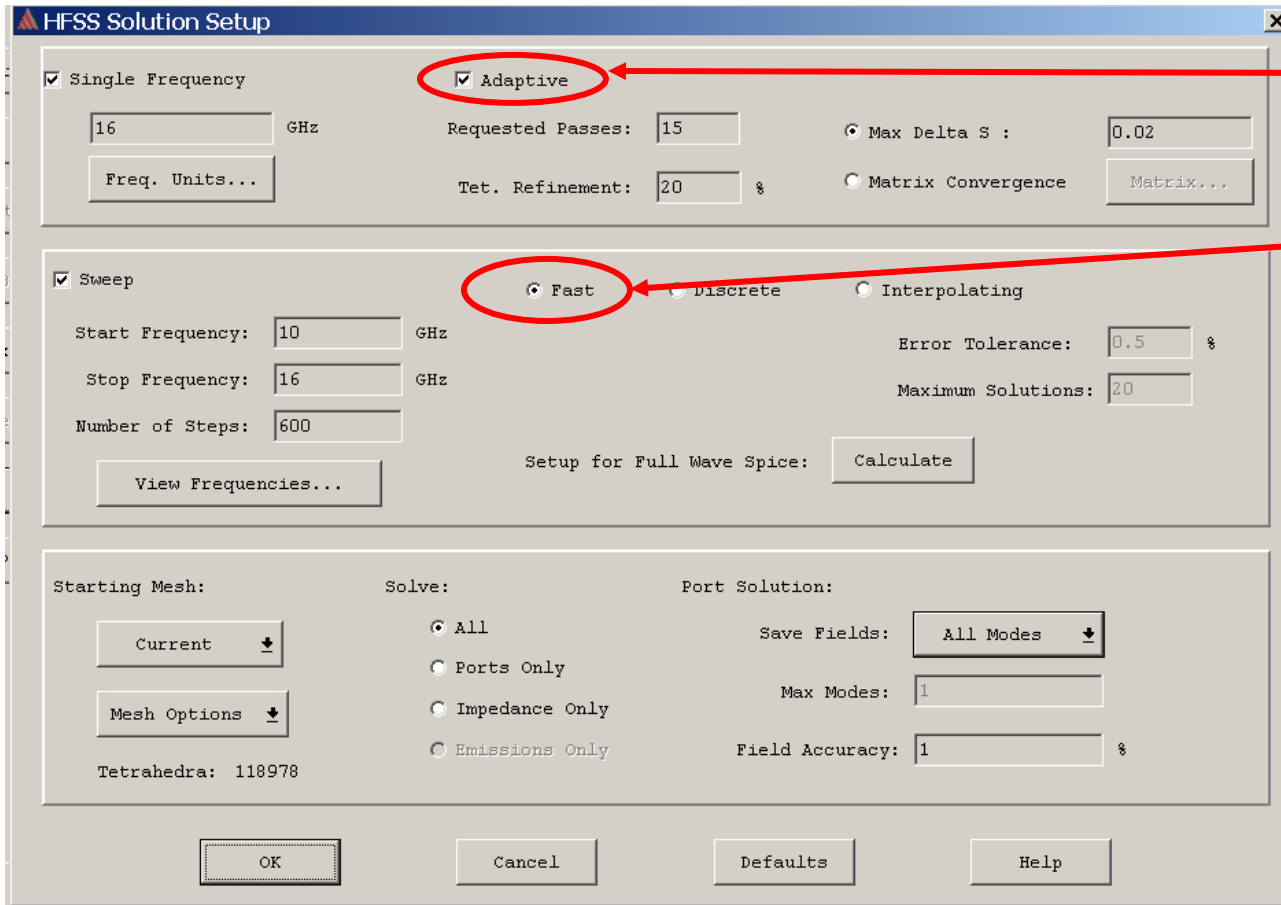 HFSS Solution Setup
Single Frequency
Adaptive
16 GHz
Requested Passes: 15
Max Delta S : 0.02
Freq. Units...
Tet. Refinement: 20 %
Matrix Convergence
Matrix...
Sweep
Fast
Discrete
Interpolating
Start Frequency: 10 GHz
Error Tolerance: 0.5 %
Stop Frequency: 16 GHz
Maximum Solutions: 20
Number of Steps: 600
Setup for Full Wave Spice: Calculate
View Frequencies...
Starting Mesh:
Solve:
Port Solution:
Current
All
Save Fields: All Modes
Ports Only
Mesh Options
Max Modes: 1
Impedance Only
Emissions Only
Field Accuracy: 1 %
Tetrahedra: 118978
OK
Cancel
Defaults
Help